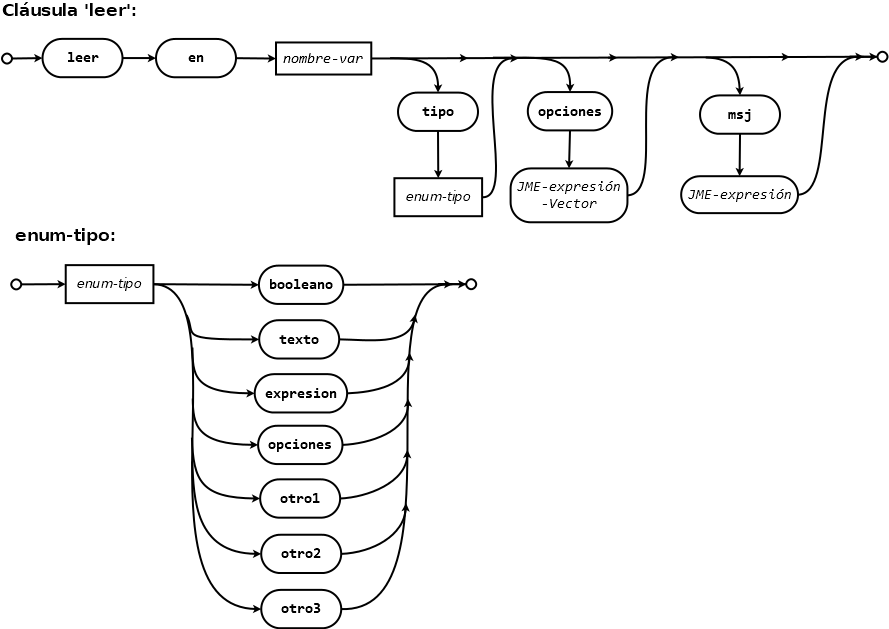 Cláusula 'leer':
leer
en
nombre-var
tipo
opciones
msj
enum-tipo
JME-expresión
-Vector
JME-expresión
enum-tipo:
enum-tipo
booleano
texto
expresion
opciones
otro1
otro2
otro3